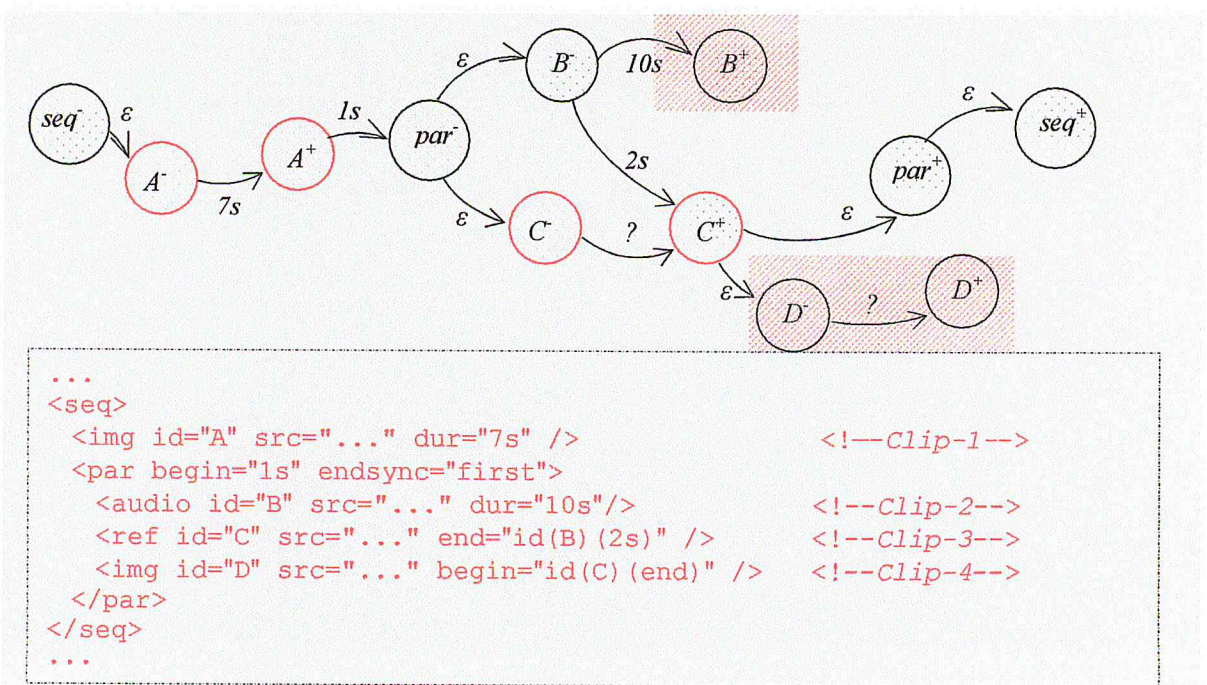 ε B⁻ 10s B⁺
seq⁻ ε 1s ε seq⁺
A⁻ 7s A⁺ par⁻ 2s par⁺
ε C⁻ ? C⁺ ε
ε D⁻ ? D⁺
...
<seq>
<img id="A" src="..." dur="7s" /> <!--Clip-1-->
<par begin="1s" endsync="first">
<audio id="B" src="..." dur="10s"/> <!--Clip-2-->
<ref id="C" src="..." end="id(B)(2s)" /> <!--Clip-3-->
<img id="D" src="..." begin="id(C)(end)" /> <!--Clip-4-->
</par>
</seq>
...